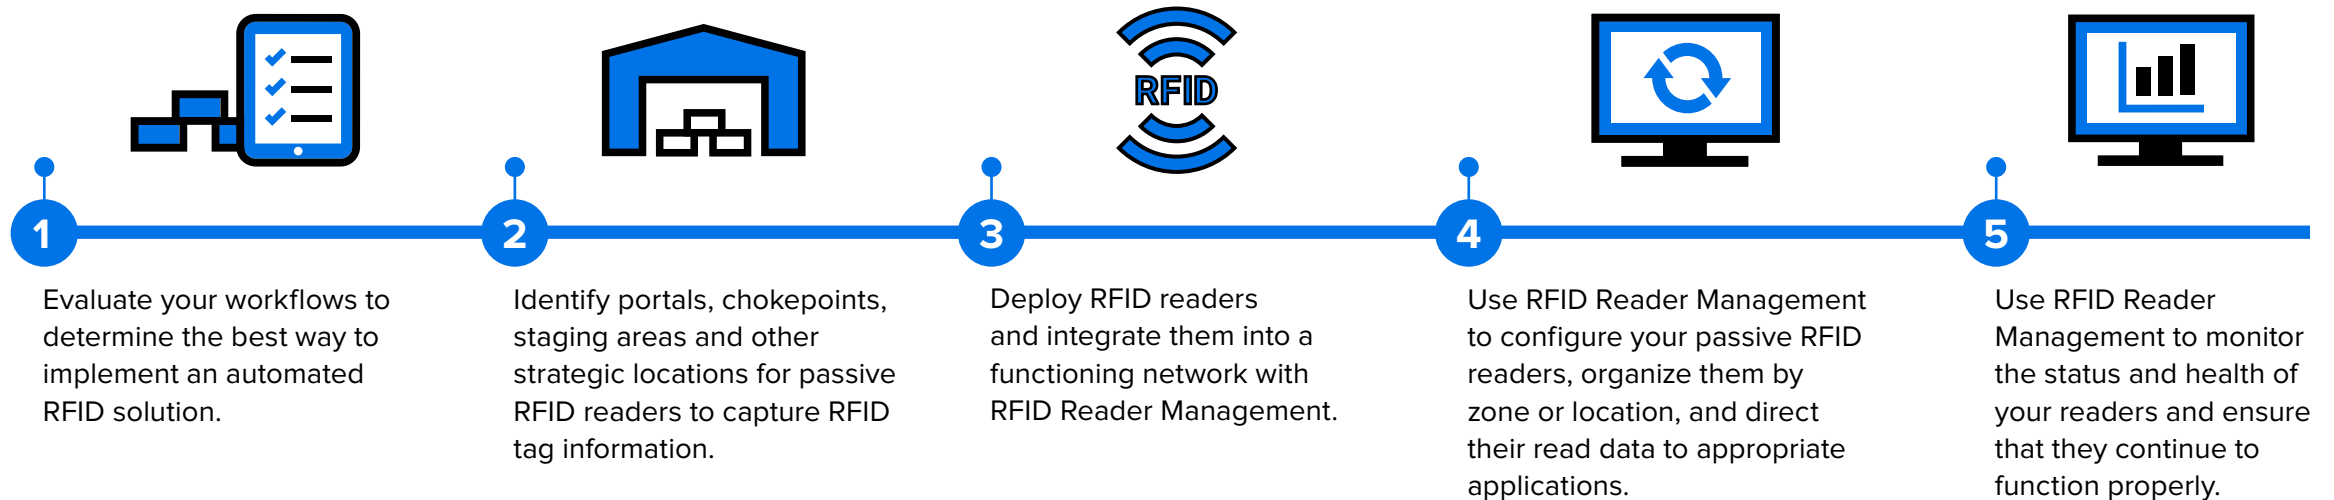 RFID
1
2
3
4
5
Evaluate your workflows to
determine the best way to
implement an automated
RFID solution.
Identify portals, chokepoints,
staging areas and other
strategic locations for passive
RFID readers to capture RFID
tag information.
Deploy RFID readers
and integrate them into a
functioning network with
RFID Reader Management.
Use RFID Reader Management
to configure your passive RFID
readers, organize them by
zone or location, and direct
their read data to appropriate
applications.
Use RFID Reader
Management to monitor
the status and health of
your readers and ensure
that they continue to
function properly.